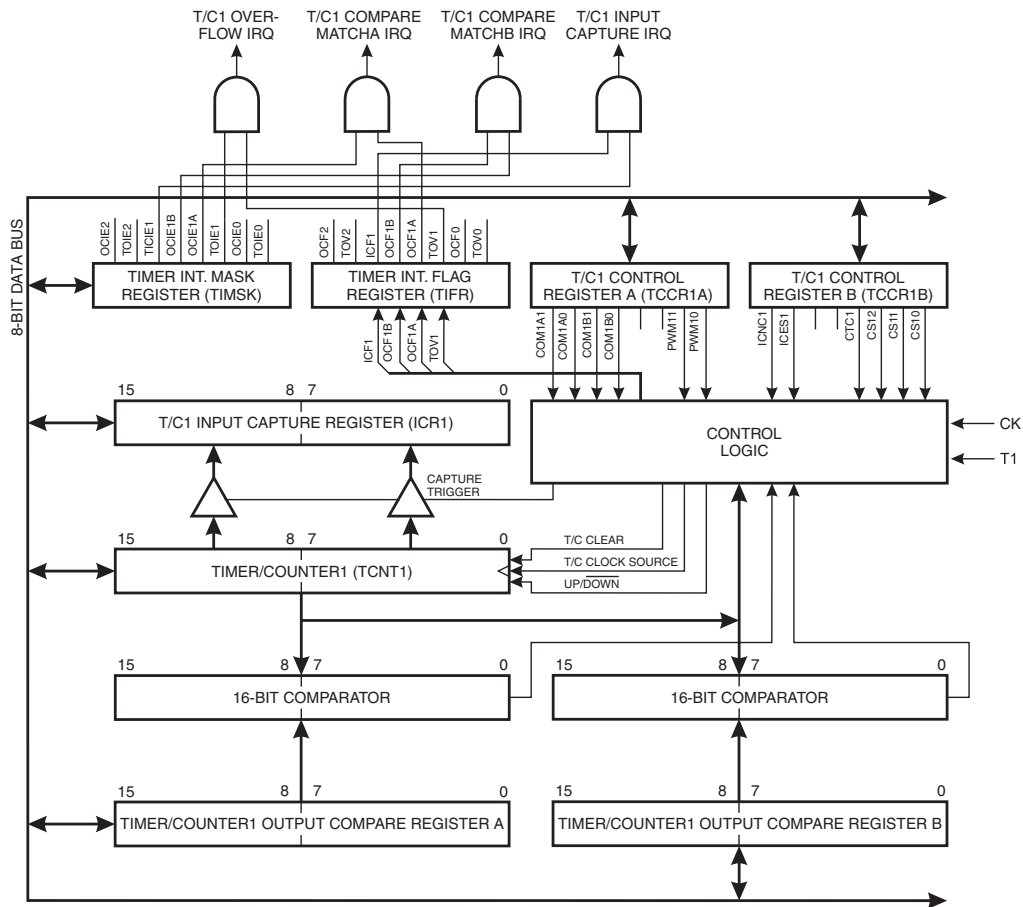 T/C1 OVER-
FLOW IRQ
T/C1 COMPARE
MATCHA IRQ
T/C1 COMPARE
MATCHB IRQ
T/C1 INPUT
CAPTURE IRQ
8-BIT DATA BUS
OCIE2
TOIE2
TICIE1
OCIE1B
OCIE1A
TOIE1
OCIE0
TOIE0
OCF2
TOV2
ICF1
OCF1B
OCF1A
TOV1
OCF0
TOV0
TIMER INT. MASK
REGISTER (TIMSK)
TIMER INT. FLAG
REGISTER (TIFR)
T/C1 CONTROL
REGISTER A (TCCR1A)
T/C1 CONTROL
REGISTER B (TCCR1B)
ICF1
OCF1B
OCF1A
TOV1
COM1A1
COM1A0
COM1B1
COM1B0
PWM11
PWM10
ICNC1
ICES1
CTC1
CS12
CS11
CS10
15 8 7 0
T/C1 INPUT CAPTURE REGISTER (ICR1)
CONTROL
LOGIC
CK
T1
CAPTURE
TRIGGER
15 8 7 0
TIMER/COUNTER1 (TCNT1)
T/C CLEAR
T/C CLOCK SOURCE
UP/DOWN
15 8 7 0
16-BIT COMPARATOR
15 8 7 0
16-BIT COMPARATOR
15 8 7 0
TIMER/COUNTER1 OUTPUT COMPARE REGISTER A
15 8 7 0
TIMER/COUNTER1 OUTPUT COMPARE REGISTER B